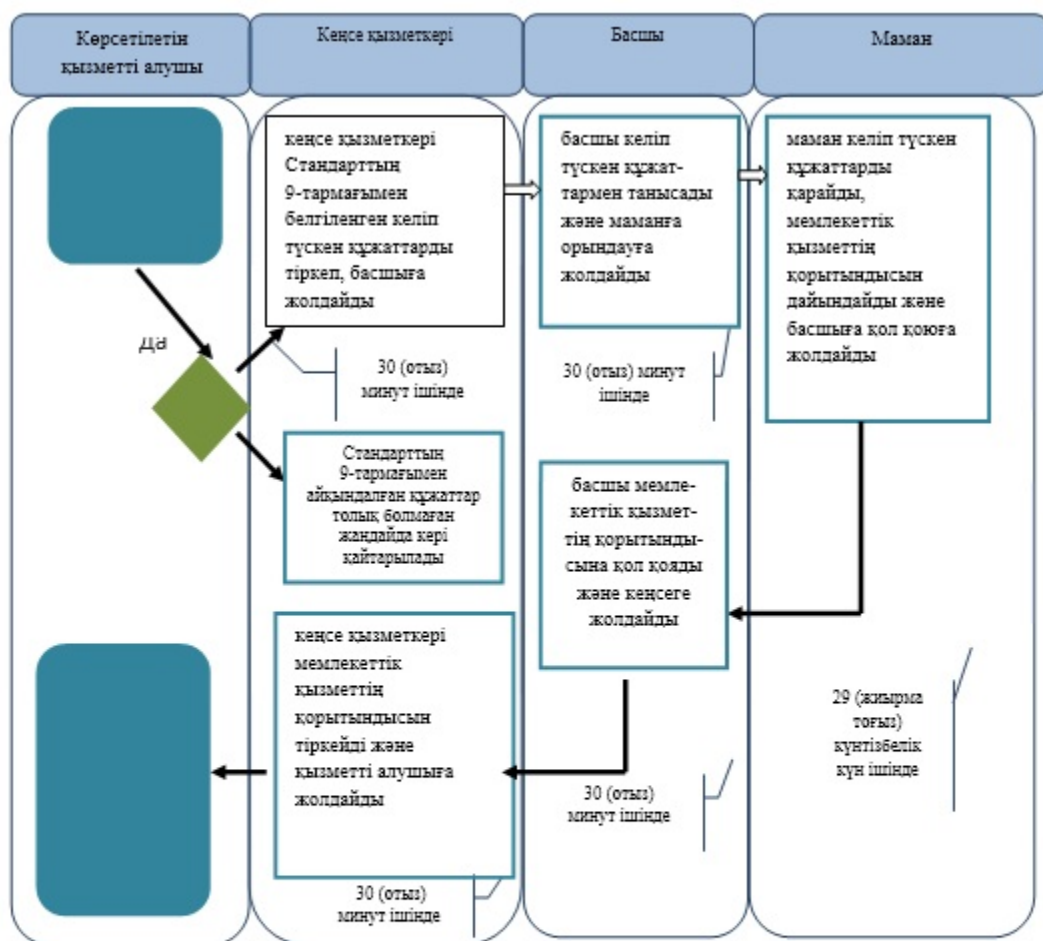 Көрсетілетін
қызметті алушы
Кеңсе қызметкері
Басшы
Маман
кеңсе қызметкері
Стандарттың
9-тармағымен
белгіленген келіп
түскен құжаттарды
тіркеп, басшыға
жолдайды
басшы келіп
түскен құжат-
тармен танысады
және маманға
орындауға
жолдайды
маман келіп түскен
құжаттарды
қарайды,
мемлекеттік
қызметтің
қорытындысын
дайындайды және
басшыға қол қоюға
жолдайды
да
30 (отыз)
минут ішінде
30 (отыз) минут
ішінде
Стандарттың
9-тармағымен
айқындалған құжаттар
толық болмаған
жағдайда кері
қайтарылады
басшы мемле-
кеттік қызмет-
тің қорытынды-
сына қол қояды
және кеңсеге
жолдайды
кеңсе қызметкері
мемлекеттік
қызметтің
қорытындысын
тіркейді және
қызметті алушыға
жолдайды
29 (жиырма
тоғыз)
күнтізбелік
күн ішінде
30 (отыз)
минут ішінде
30 (отыз)
минут ішінде